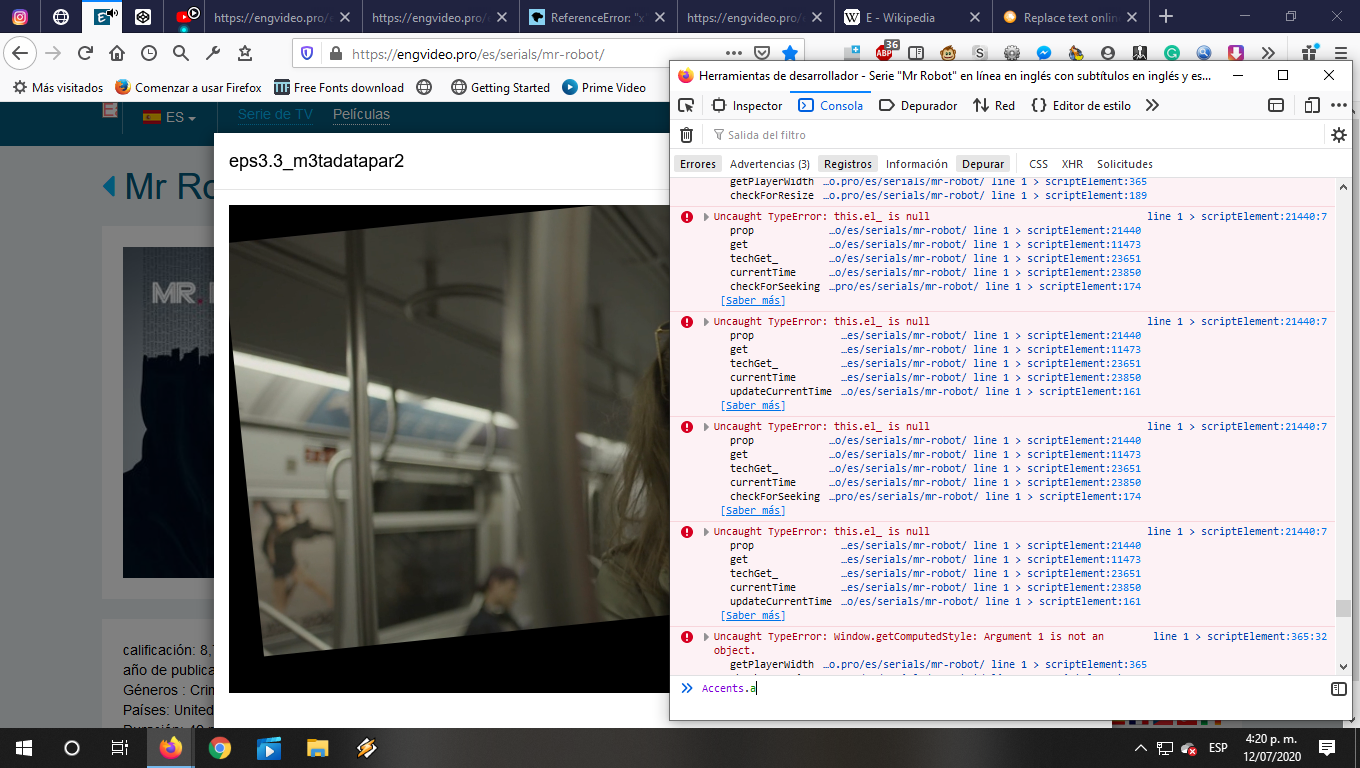 https://engvideo.pro/e
https://engvideo.pro/e
ReferenceError: "x
https://engvideo.pro/e
E - Wikipedia
Replace text online
https://engvideo.pro/es/serials/mr-robot/
36
ABP
S
Más visitados
Comenzar a usar Firefox
Free Fonts download
Getting Started
Prime Video
ES
Serie de TV
Películas
Mr Ro
MR.
eps3.3_m3tadatapar2
calificación: 8,
año de publica
Géneros : Crim
Países: United
Herramientas de desarrollador - Serie "Mr Robot" en línea en inglés con subtítulos en inglés y es...
Inspector
Consola
Depurador
Red
Editor de estilo
Salida del filtro
Errores
Advertencias (3)
Registros
Información
Depurar
CSS
XHR
Solicitudes
getPlayerWidth …o.pro/es/serials/mr-robot/ line 1 > scriptElement:365
checkForResize …o.pro/es/serials/mr-robot/ line 1 > scriptElement:189
Uncaught TypeError: this.el_ is null line 1 > scriptElement:21440:7
prop …o/es/serials/mr-robot/ line 1 > scriptElement:21440
get …o/es/serials/mr-robot/ line 1 > scriptElement:11473
techGet_ …o/es/serials/mr-robot/ line 1 > scriptElement:23651
currentTime …o/es/serials/mr-robot/ line 1 > scriptElement:23850
checkForSeeking …pro/es/serials/mr-robot/ line 1 > scriptElement:174
[Saber más]
Uncaught TypeError: this.el_ is null line 1 > scriptElement:21440:7
prop …es/serials/mr-robot/ line 1 > scriptElement:21440
get …es/serials/mr-robot/ line 1 > scriptElement:11473
techGet_ …es/serials/mr-robot/ line 1 > scriptElement:23651
currentTime …es/serials/mr-robot/ line 1 > scriptElement:23850
updateCurrentTime …o/es/serials/mr-robot/ line 1 > scriptElement:161
[Saber más]
Uncaught TypeError: this.el_ is null line 1 > scriptElement:21440:7
prop …o/es/serials/mr-robot/ line 1 > scriptElement:21440
get …o/es/serials/mr-robot/ line 1 > scriptElement:11473
techGet_ …o/es/serials/mr-robot/ line 1 > scriptElement:23651
currentTime …o/es/serials/mr-robot/ line 1 > scriptElement:23850
checkForSeeking …pro/es/serials/mr-robot/ line 1 > scriptElement:174
[Saber más]
Uncaught TypeError: this.el_ is null line 1 > scriptElement:21440:7
prop …es/serials/mr-robot/ line 1 > scriptElement:21440
get …es/serials/mr-robot/ line 1 > scriptElement:11473
techGet_ …es/serials/mr-robot/ line 1 > scriptElement:23651
currentTime …es/serials/mr-robot/ line 1 > scriptElement:23850
updateCurrentTime …o/es/serials/mr-robot/ line 1 > scriptElement:161
[Saber más]
Uncaught TypeError: Window.getComputedStyle: Argument 1 is not an line 1 > scriptElement:365:32
object.
getPlayerWidth …o.pro/es/serials/mr-robot/ line 1 > scriptElement:365
Accents.a
ESP
4:20 p. m.
12/07/2020